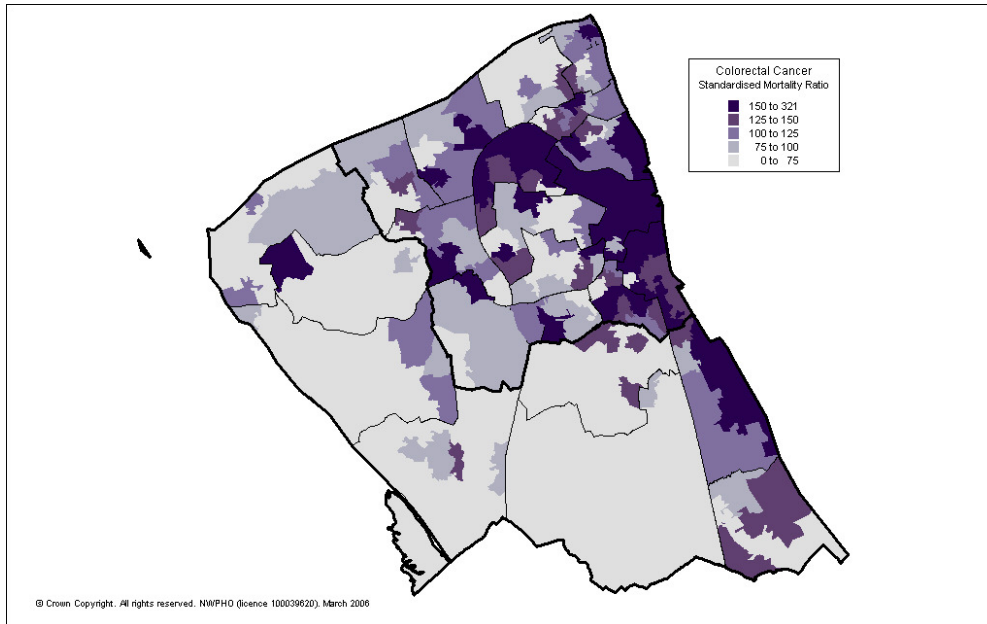 Colorectal Cancer
Standardised Mortality Ratio
150 to 321
125 to 150
100 to 125
75 to 100
0 to 75
© Crown Copyright. All rights reserved. NWPHO (licence 100039620). March 2006